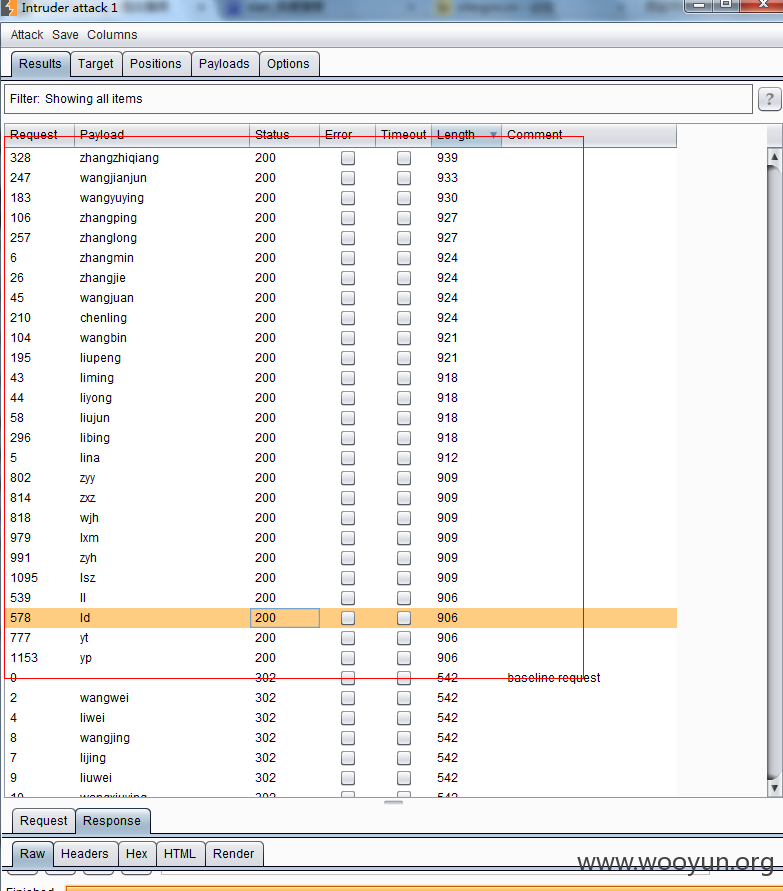 Intruder attack 1
Attack Save Columns
Results Target Positions Payloads Options
Filter: Showing all items
?
Request Payload Status Error Timeout Length Comment
328 zhangzhiqiang 200 939
247 wangjianjun 200 933
183 wangyuying 200 930
106 zhangping 200 927
257 zhanglong 200 927
6 zhangmin 200 924
26 zhangjie 200 924
45 wangjuan 200 924
210 chenling 200 924
104 wangbin 200 921
195 liupeng 200 921
43 liming 200 918
44 liyong 200 918
58 liujun 200 918
296 libing 200 918
5 lina 200 912
802 zyy 200 909
814 zxz 200 909
818 wjh 200 909
979 lxm 200 909
991 zyh 200 909
1095 lsz 200 909
539 ll 200 906
578 ld 200 906
777 yt 200 906
1153 yp 200 906
0 302 542 baseline request
2 wangwei 302 542
4 liwei 302 542
8 wangjing 302 542
7 lijing 302 542
9 liuwei 302 542
10 wangxiuying 302 542
Request Response
Raw Headers Hex HTML Render
www.wooyun.org
Finished